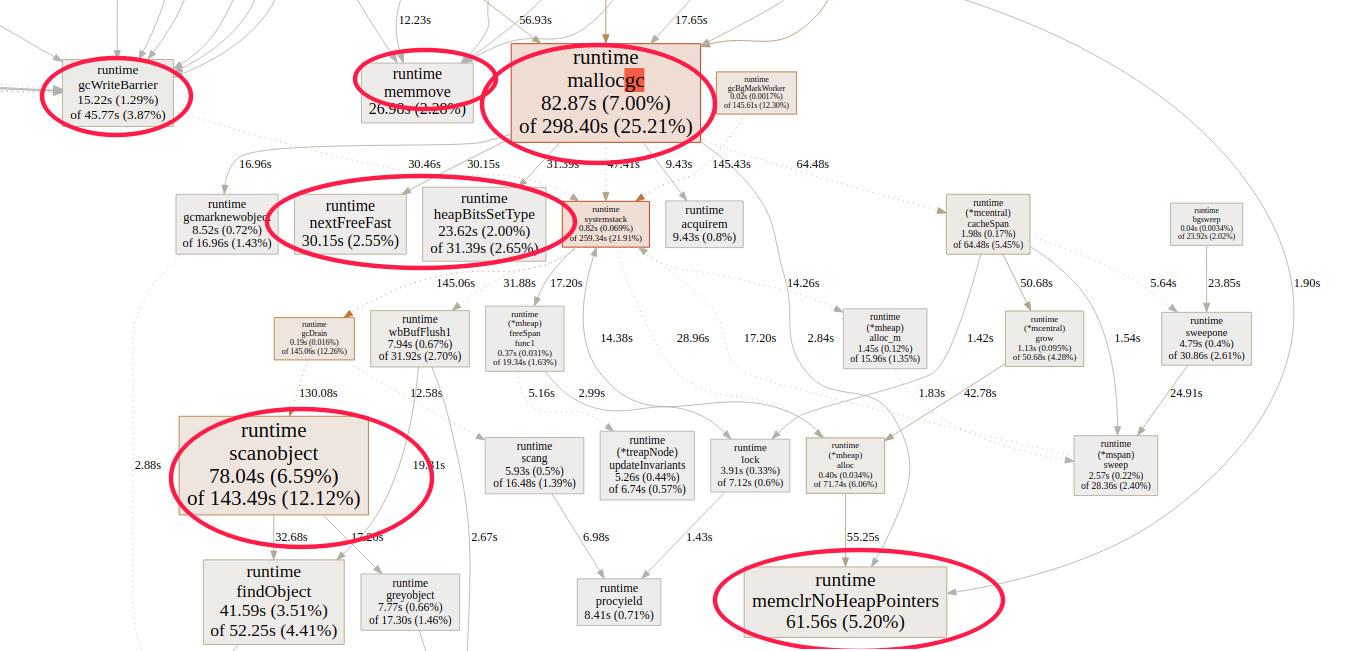 12.23s
56.93s
17.65s
runtime
gcWriteBarrier
15.22s (1.29%)
of 45.77s (3.87%)
runtime
memmove
26.98s (2.28%)
runtime
mallocgc
82.87s (7.00%)
of 298.40s (25.21%)
runtime
gcBgMarkWorker
0.02s (0.0017%)
of 145.61s (12.30%)
16.96s
30.46s
30.15s
31.39s
47.41s
9.43s
145.43s
64.48s
runtime
gcmarknewobject
8.52s (0.72%)
of 16.96s (1.43%)
runtime
nextFreeFast
30.15s (2.55%)
runtime
heapBitsSetType
23.62s (2.00%)
of 31.39s (2.65%)
runtime
systemstack
0.82s (0.069%)
of 259.34s (21.91%)
runtime
acquirem
9.43s (0.8%)
runtime
(*mcentral)
cacheSpan
1.98s (0.17%)
of 64.48s (5.45%)
runtime
bgsweep
0.04s (0.0034%)
of 23.92s (2.02%)
145.06s
31.88s
17.20s
14.26s
50.68s
5.64s
23.85s
1.90s
runtime
gcDrain
0.19s (0.016%)
of 145.06s (12.26%)
runtime
wbBufFlush1
7.94s (0.67%)
of 31.92s (2.70%)
runtime
(*mheap)
freeSpan
func1
0.37s (0.031%)
of 19.34s (1.63%)
14.38s
28.96s
17.20s
2.84s
runtime
(*mheap)
alloc_m
1.45s (0.12%)
of 15.96s (1.35%)
1.42s
runtime
(*mcentral)
grow
1.13s (0.095%)
of 50.68s (4.28%)
1.54s
runtime
sweepone
4.79s (0.4%)
of 30.86s (2.61%)
130.08s
12.58s
5.16s
2.99s
1.83s
42.78s
24.91s
runtime
scanobject
78.04s (6.59%)
of 143.49s (12.12%)
2.88s
19.31s
runtime
scang
5.93s (0.5%)
of 16.48s (1.39%)
runtime
(*treapNode)
updateInvariants
5.26s (0.44%)
of 6.74s (0.57%)
runtime
lock
3.91s (0.33%)
of 7.12s (0.6%)
runtime
(*mheap)
alloc
0.40s (0.034%)
of 71.74s (6.06%)
runtime
(*mspan)
sweep
2.57s (0.22%)
of 28.36s (2.40%)
32.68s
17.20s
2.67s
6.98s
1.43s
55.25s
runtime
findObject
41.59s (3.51%)
of 52.25s (4.41%)
runtime
greyobject
7.77s (0.66%)
of 17.30s (1.46%)
runtime
procyield
8.41s (0.71%)
runtime
memclrNoHeapPointers
61.56s (5.20%)